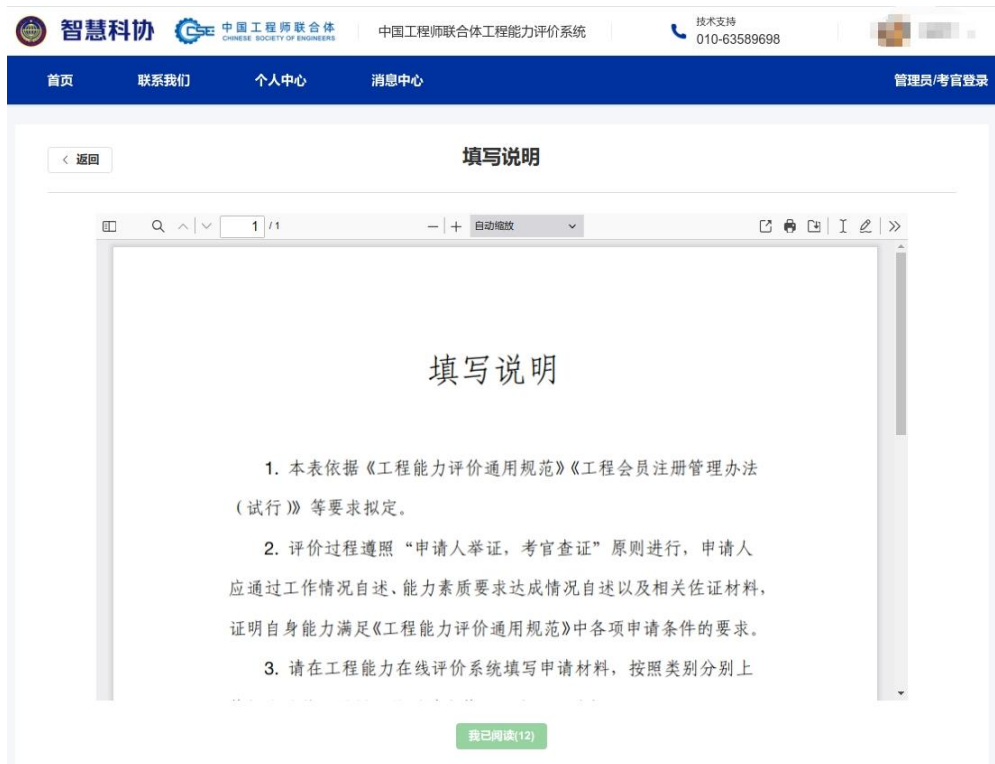 智慧科协 CSE 中国工程师联合体 中国工程师联合体工程能力评价系统 技术支持
CHINESE SOCIETY OF ENGINEERS 010-63589698
首页 联系我们 个人中心 消息中心 管理员/考官登录
返回 填写说明
1 / 1 自动缩放
填写说明
1. 本表依据《工程能力评价通用规范》《工程会员注册管理办法
（试行）》等要求拟定。
2. 评价过程遵照“申请人举证，考官查证”原则进行，申请人
应通过工作情况自述、能力素质要求达成情况自述以及相关佐证材料，
证明自身能力满足《工程能力评价通用规范》中各项申请条件的要求。
3. 请在工程能力在线评价系统填写申请材料，按照类别分别上
我已阅读(12)